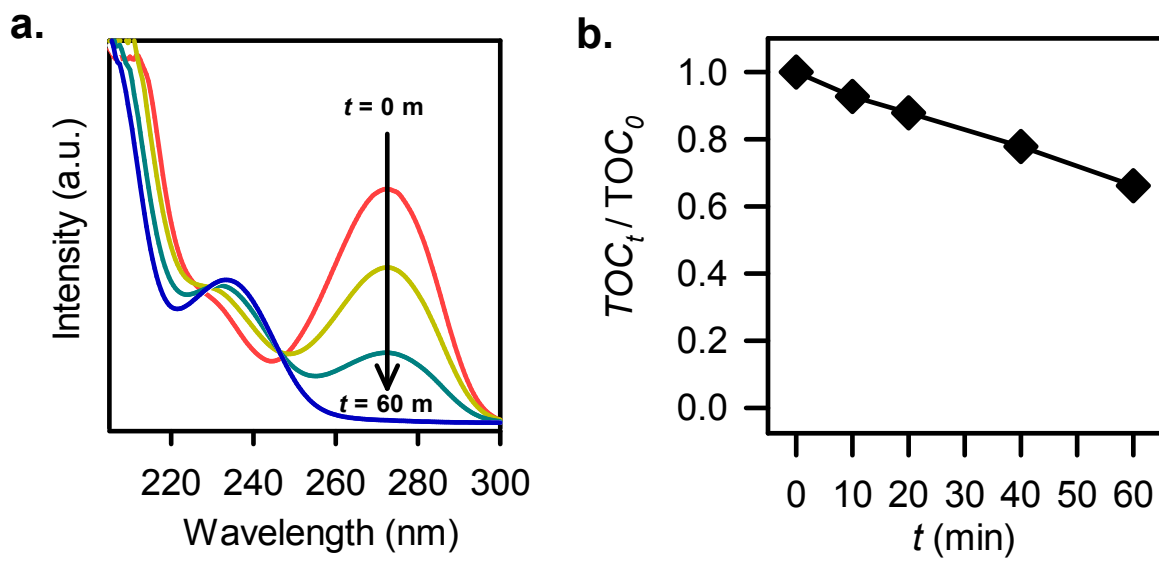 a.
Intensity (a.u.)
t = 0 m
t = 60 m
220 240 260 280 300
Wavelength (nm)
b.
TOCt / TOC0
1.0
0.8
0.6
0.4
0.2
0.0
0 10 20 30 40 50 60
t (min)